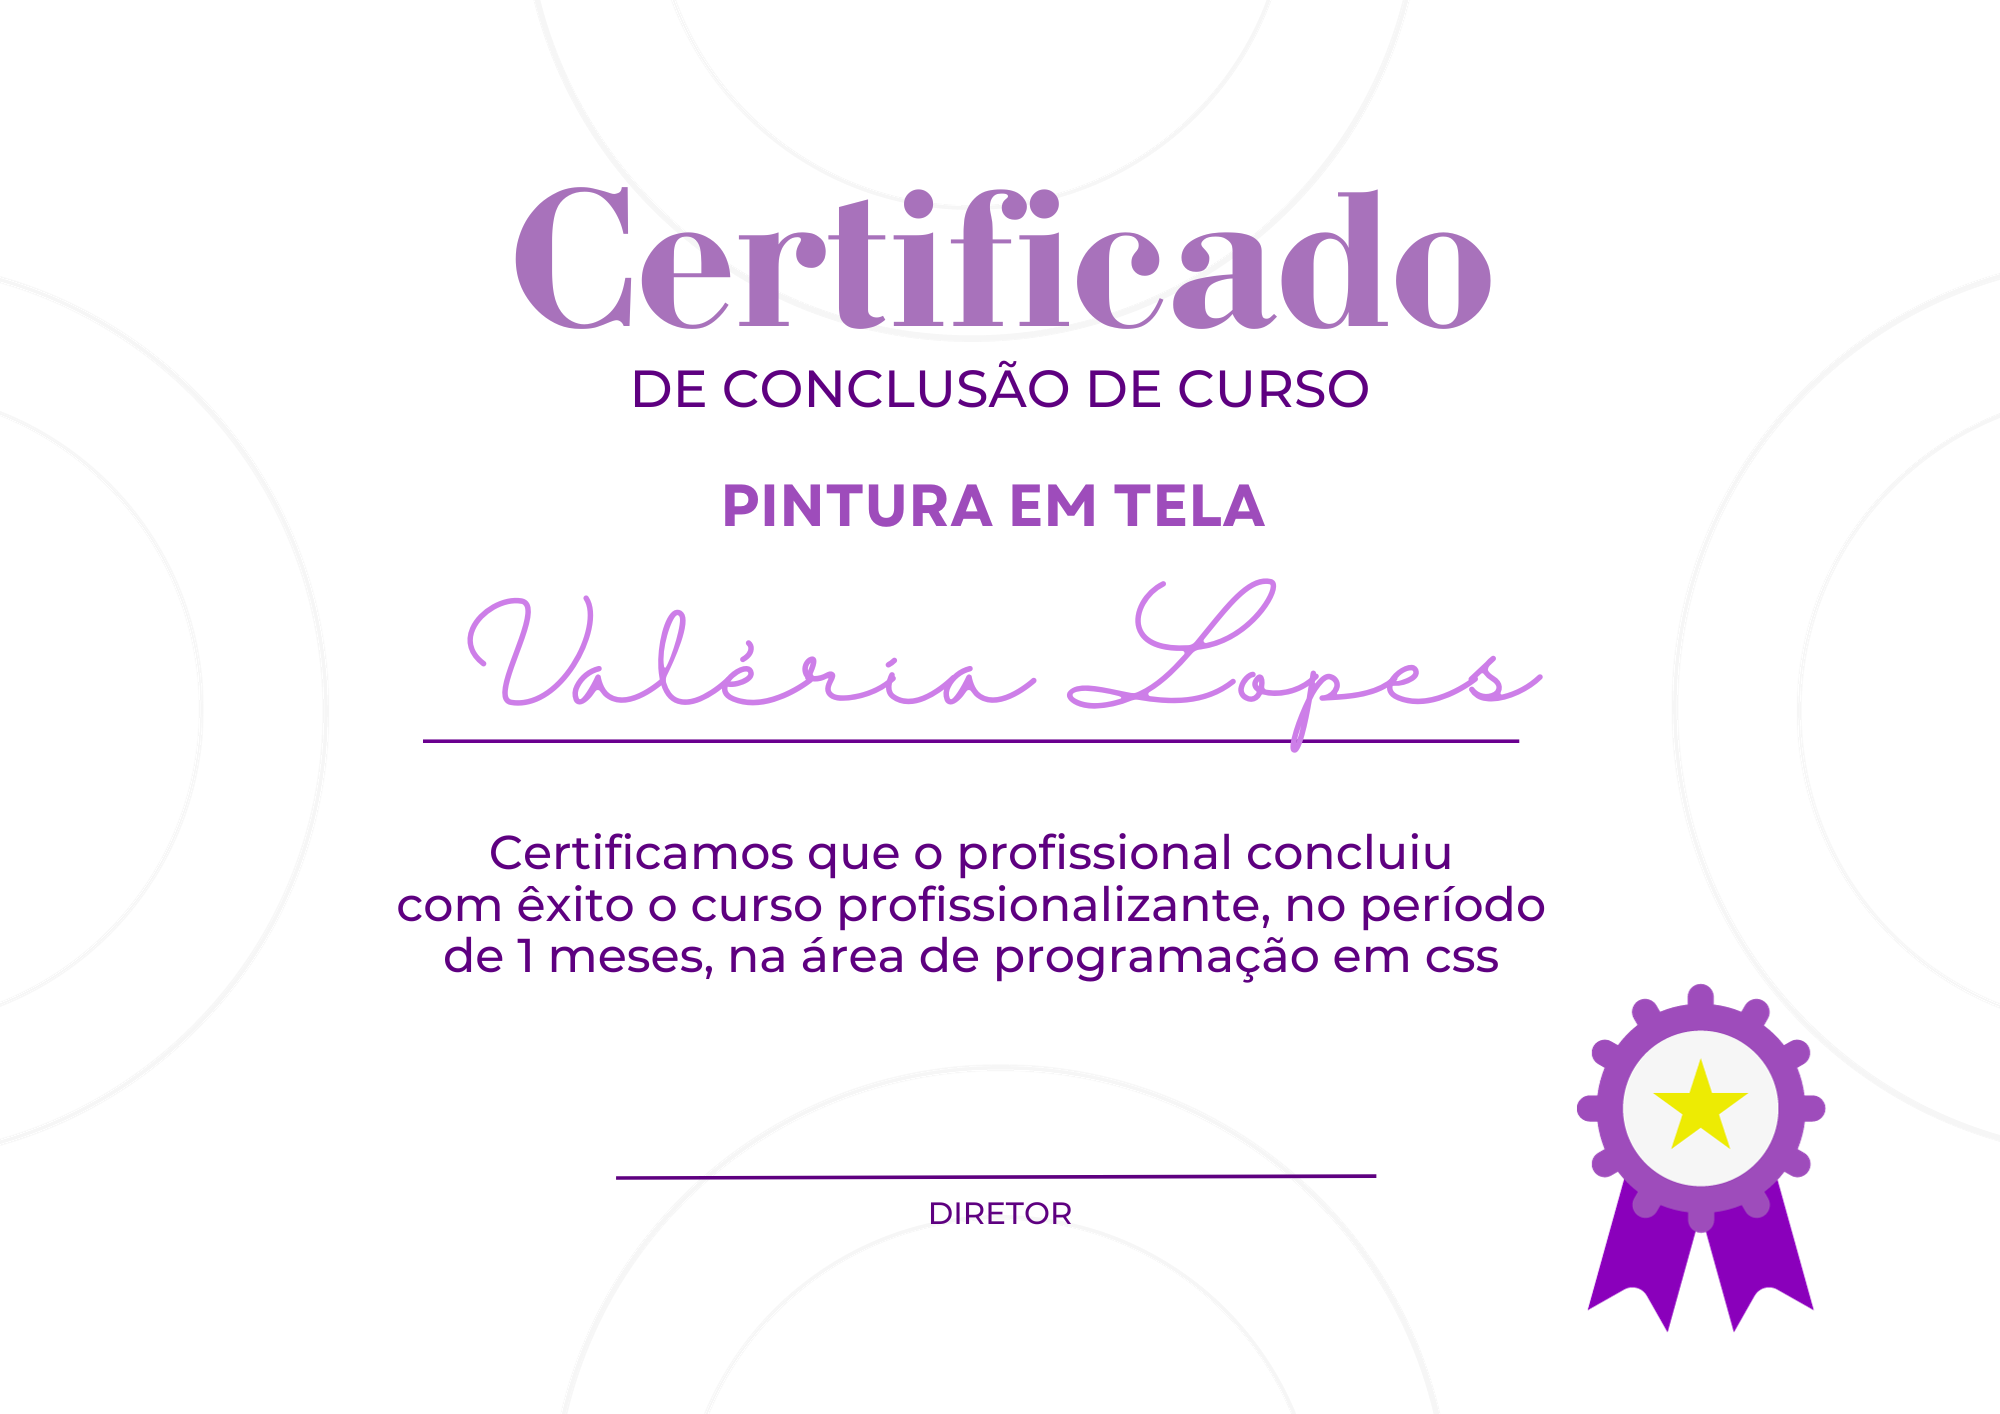 Certificado
DE CONCLUSÃO DE CURSO
PINTURA EM TELA
Valéria Lopes
Certificamos que o profissional concluiu
com êxito o curso profissionalizante, no período
de 1 meses, na área de programação em css
DIRETOR